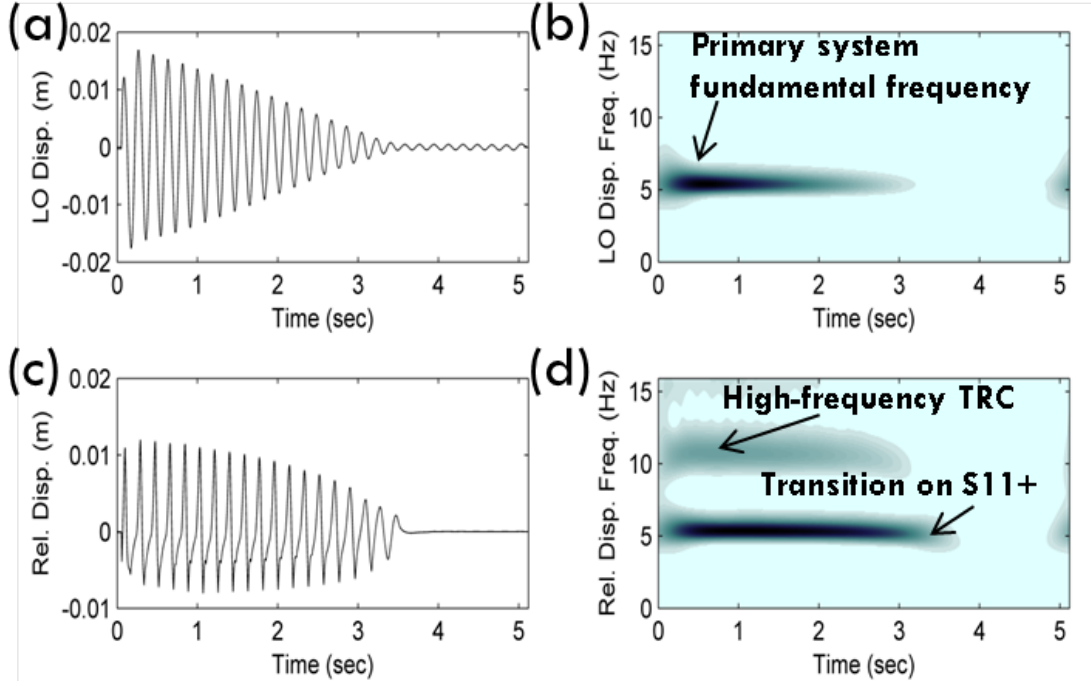 (a)
0.02
0.01
0
-0.01
-0.02
LO Disp. (m)
0 1 2 3 4 5
Time (sec)
(b)
Primary system
fundamental frequency
15
10
5
0
LO Disp. Freq. (Hz)
0 1 2 3 4 5
Time (sec)
(c)
0.02
0.01
0
-0.01
Rel. Disp. (m)
0 1 2 3 4 5
Time (sec)
(d)
High-frequency TRC
Transition on S11+
15
10
5
0
Rel. Disp. Freq. (Hz)
0 1 2 3 4 5
Time (sec)